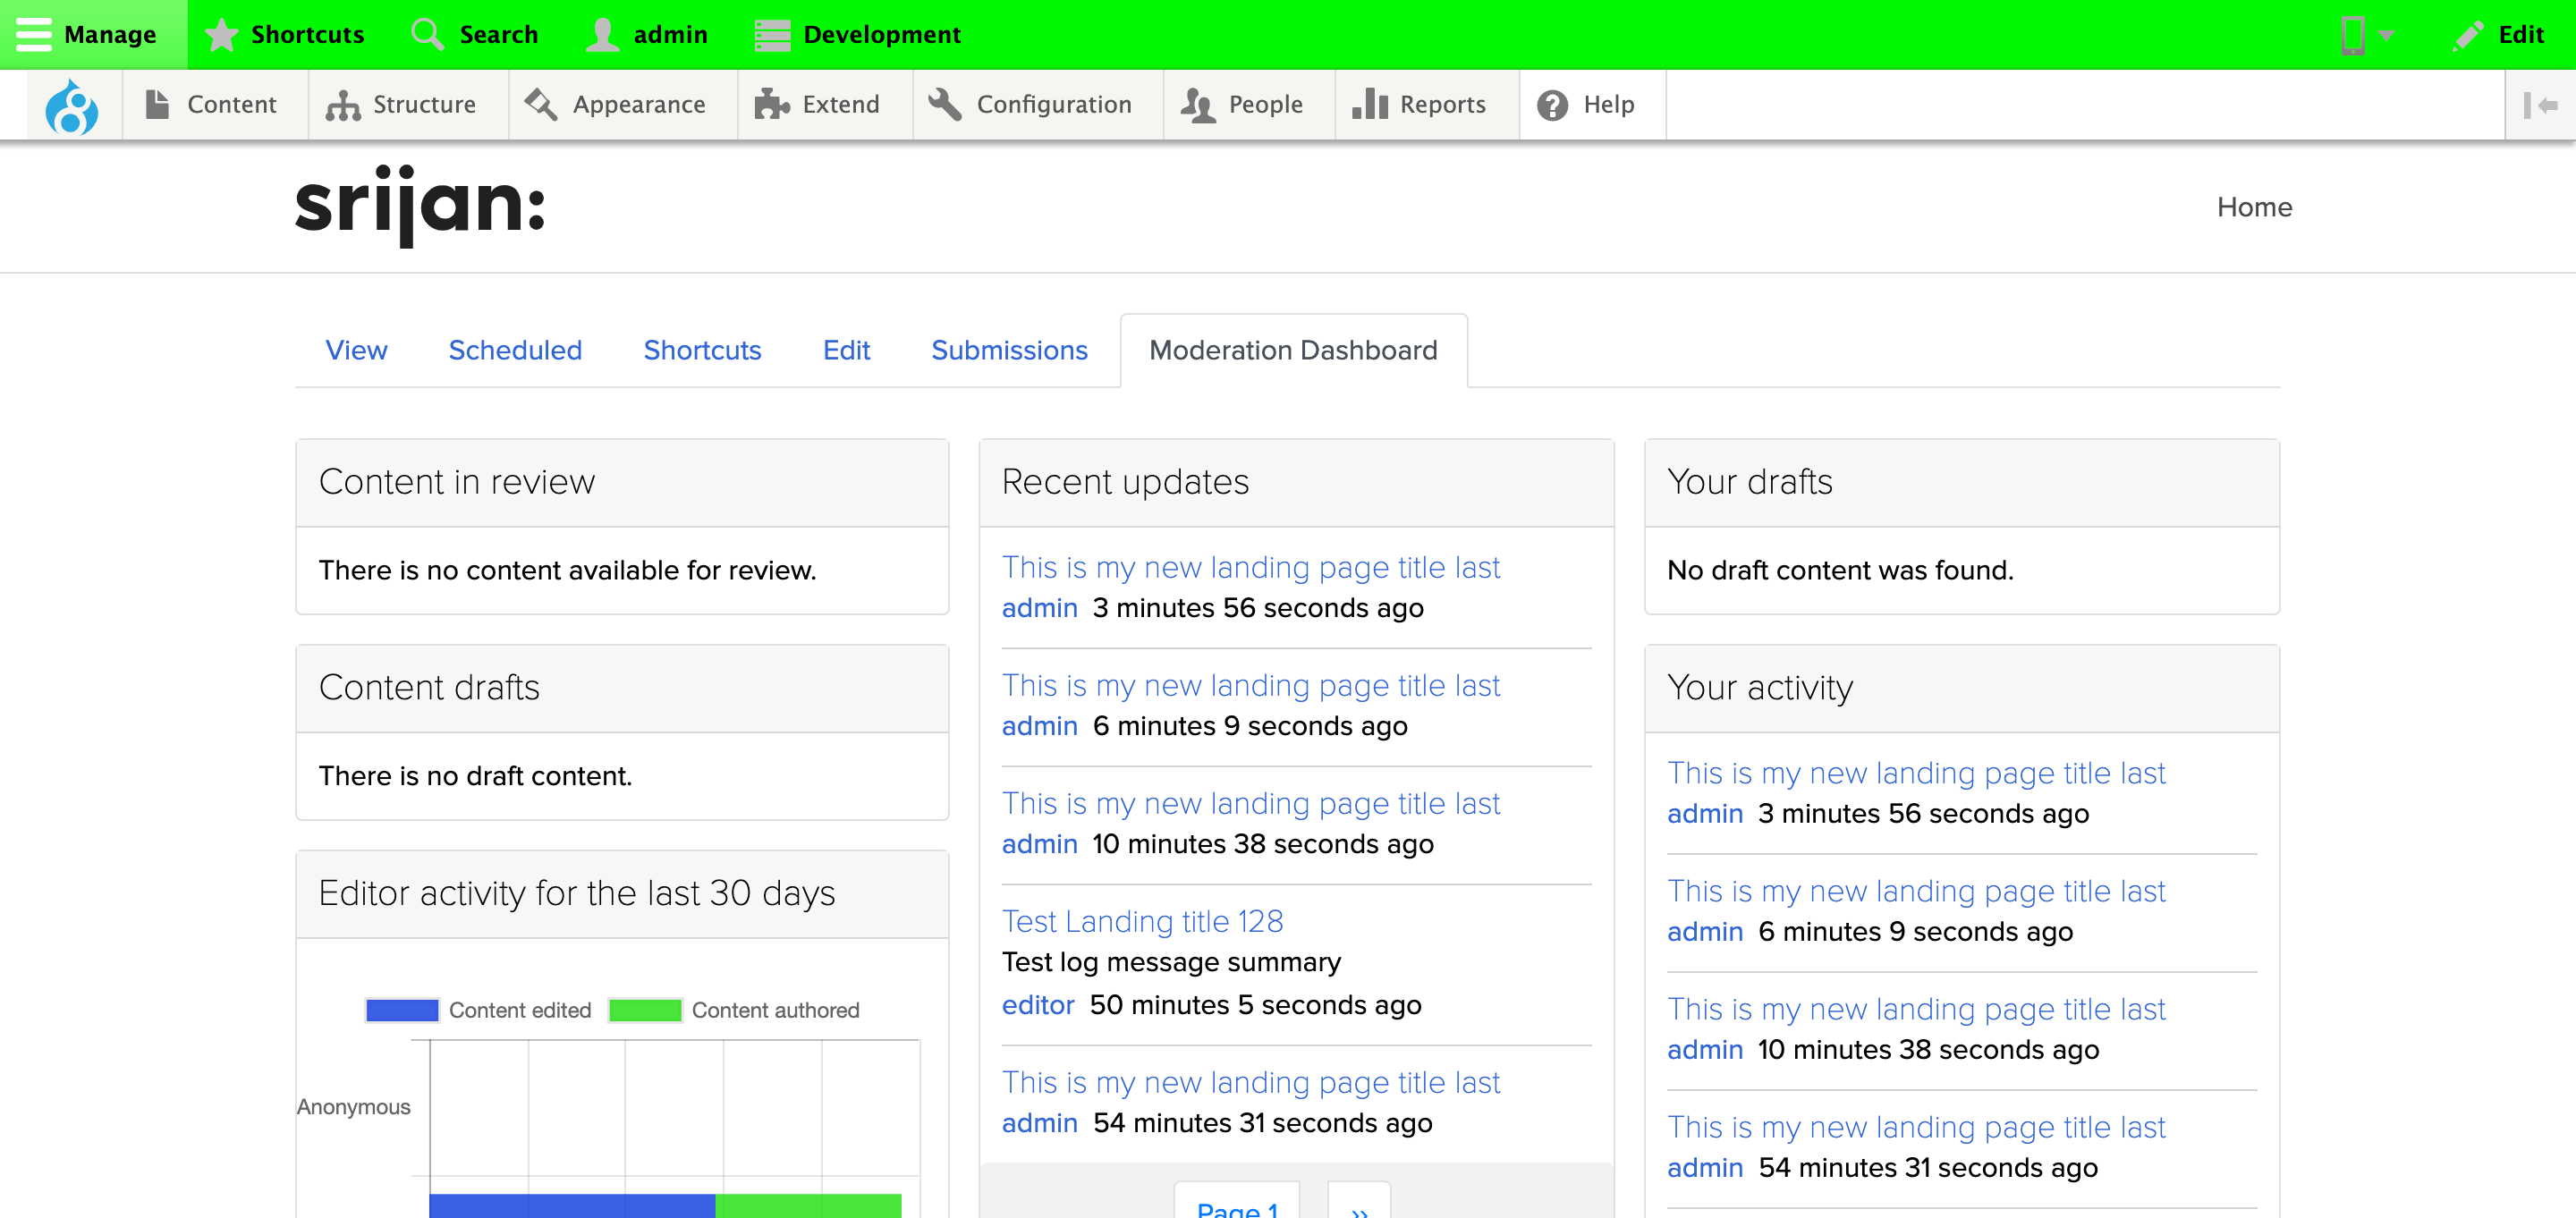 Manage Shortcuts Search admin Development Edit
Content Structure Appearance Extend Configuration People Reports Help
srijan:
Home
View Scheduled Shortcuts Edit Submissions Moderation Dashboard
Content in review
There is no content available for review.
Content drafts
There is no draft content.
Editor activity for the last 30 days
Content edited Content authored
Anonymous
Recent updates
This is my new landing page title last
admin 3 minutes 56 seconds ago
This is my new landing page title last
admin 6 minutes 9 seconds ago
This is my new landing page title last
admin 10 minutes 38 seconds ago
Test Landing title 128
Test log message summary
editor 50 minutes 5 seconds ago
This is my new landing page title last
admin 54 minutes 31 seconds ago
Page 1 ››
Your drafts
No draft content was found.
Your activity
This is my new landing page title last
admin 3 minutes 56 seconds ago
This is my new landing page title last
admin 6 minutes 9 seconds ago
This is my new landing page title last
admin 10 minutes 38 seconds ago
This is my new landing page title last
admin 54 minutes 31 seconds ago